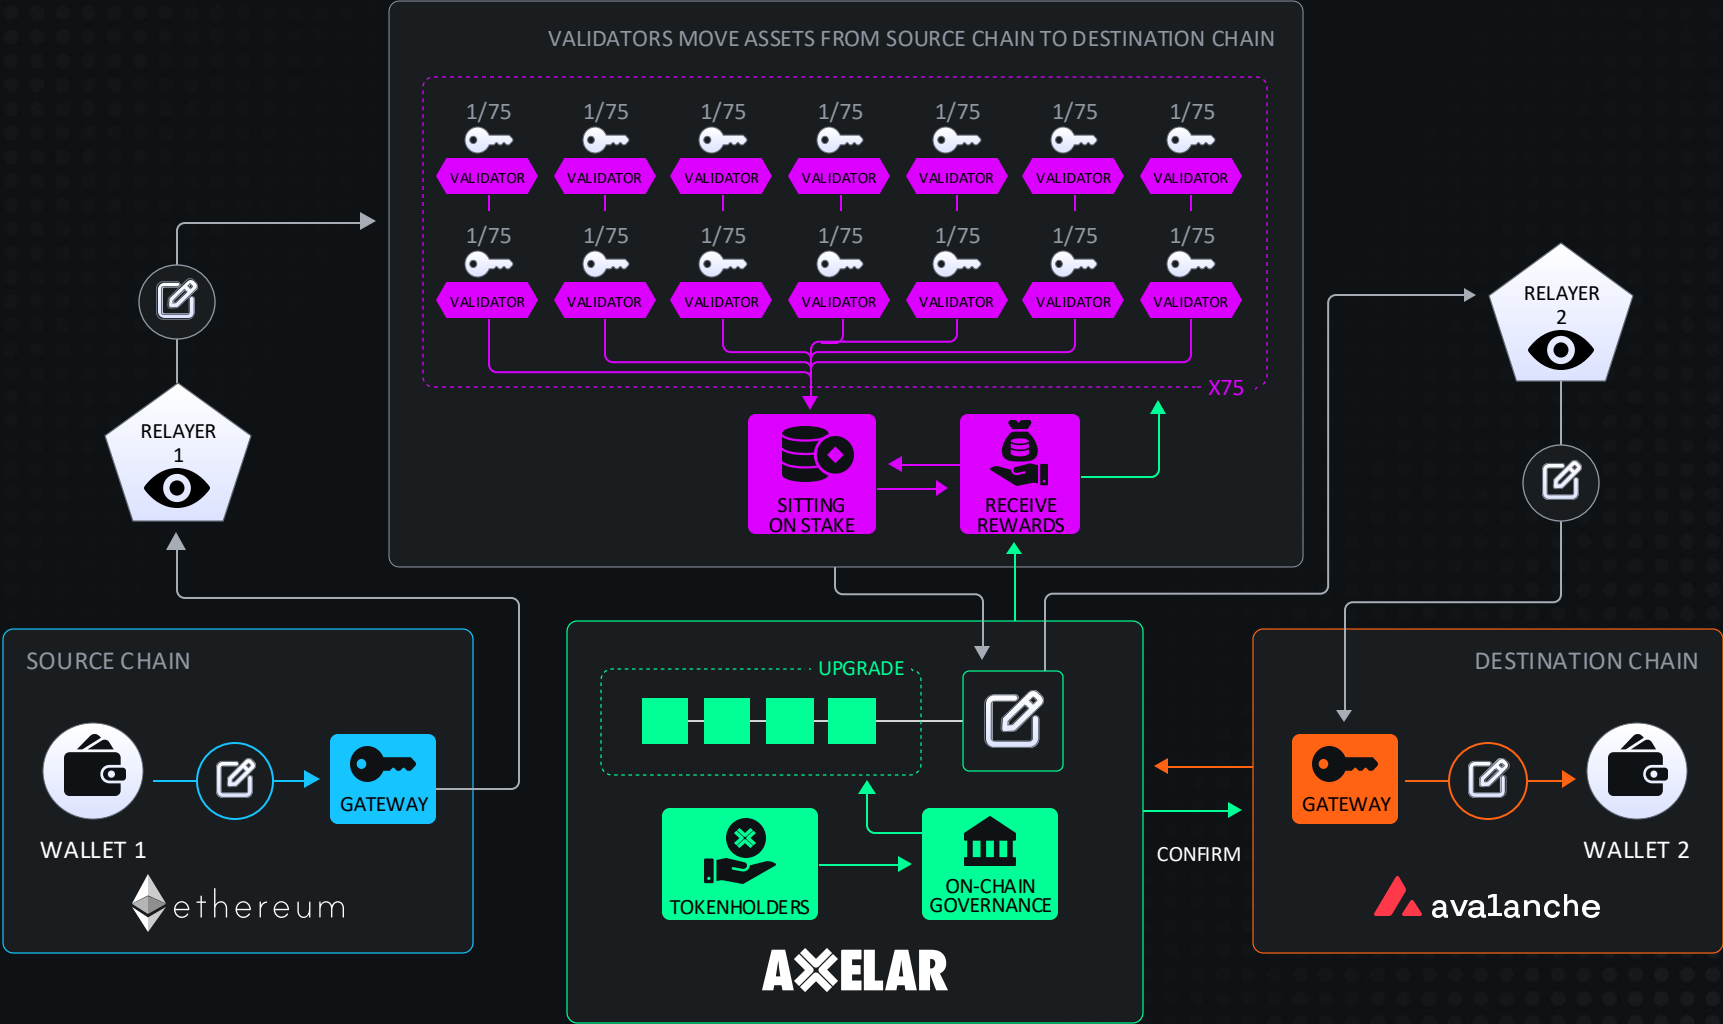 VALIDATORS MOVE ASSETS FROM SOURCE CHAIN TO DESTINATION CHAIN
1/75 1/75 1/75 1/75 1/75 1/75 1/75
VALIDATOR VALIDATOR VALIDATOR VALIDATOR VALIDATOR VALIDATOR VALIDATOR
1/75 1/75 1/75 1/75 1/75 1/75 1/75
VALIDATOR VALIDATOR VALIDATOR VALIDATOR VALIDATOR VALIDATOR VALIDATOR
X75
SITTING
ON STAKE
RECEIVE
REWARDS
RELAYER
1
RELAYER
2
SOURCE CHAIN
WALLET 1
GATEWAY
ethereum
UPGRADE
TOKENHOLDERS
ON-CHAIN
GOVERNANCE
AXELAR
CONFIRM
DESTINATION CHAIN
GATEWAY
WALLET 2
avalanche